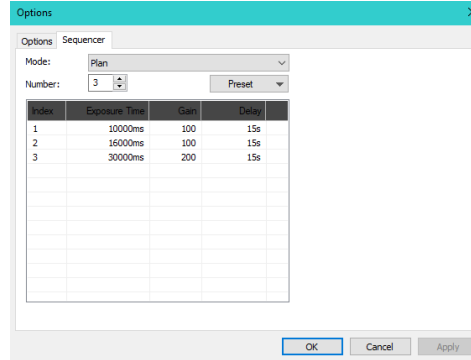 Options
Options Sequencer
Mode: Plan
Number: 3 Preset
Index Exposure Time Gain Delay
1 10000ms 100 15s
2 16000ms 100 15s
3 30000ms 200 15s
OK Cancel Apply